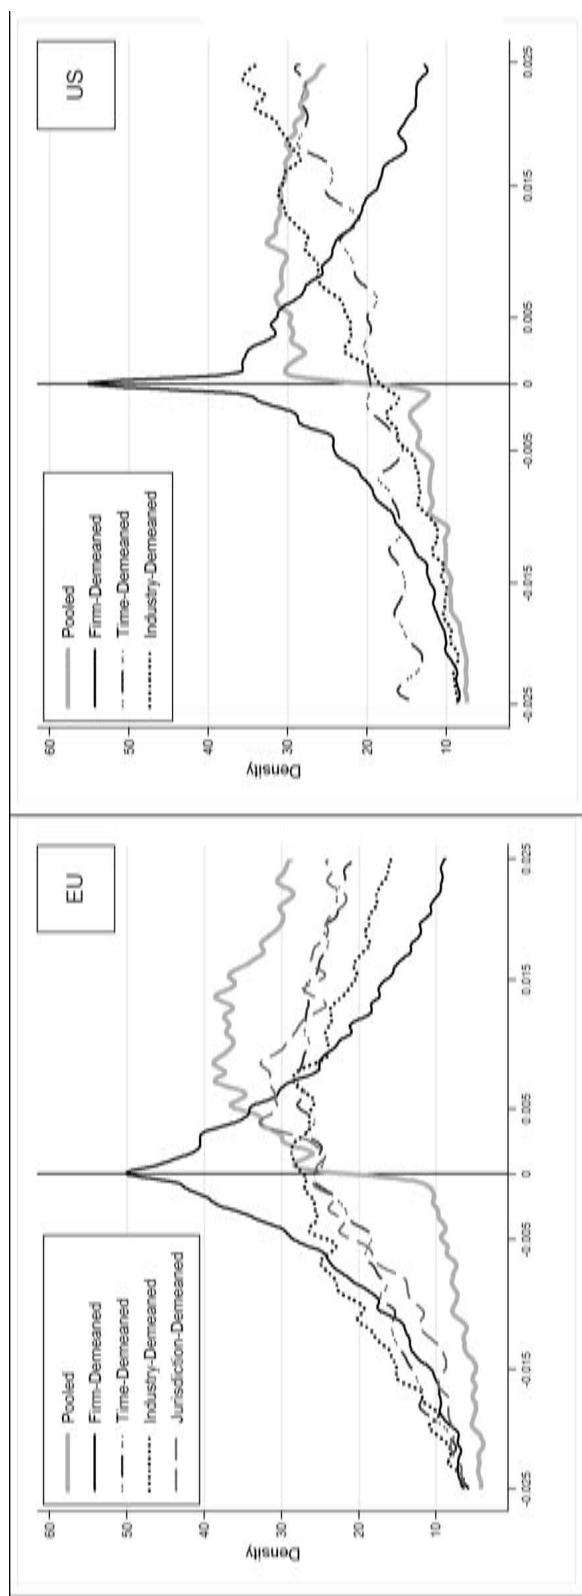 EU
Pooled
Firm-Demeaned
Time-Demeaned
Industry-Demeaned
Jurisdiction-Demeaned
Density
60
50
40
30
20
10
-0.025
-0.015
-0.005
0
0.005
0.015
0.025
US
Pooled
Firm-Demeaned
Time-Demeaned
Industry-Demeaned
Density
60
50
40
30
20
10
-0.025
-0.015
-0.005
0
0.005
0.015
0.025